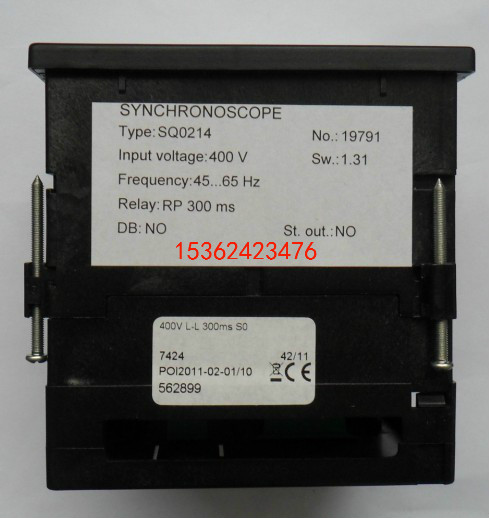 SYNCHRONOSCOPE
Type:SQ0214 No.:19791
Input voltage:400 V Sw.:1.31
Frequency:45...65 Hz
Relay:RP 300 ms
DB:NO St. out.:NO
15362423476
400V L-L 300ms S0
7424 42/11
POI2011-02-01/10 CE
562899